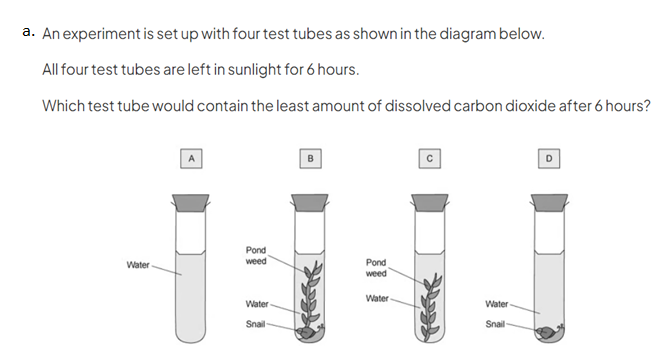 a. An experiment is set up with four test tubes as shown in the diagram below.
All four test tubes are left in sunlight for 6 hours.
Which test tube would contain the least amount of dissolved carbon dioxide after 6 hours?
A
B
C
D
Water
Pond
weed
Water
Snail
Pond
weed
Water
Water
Snail